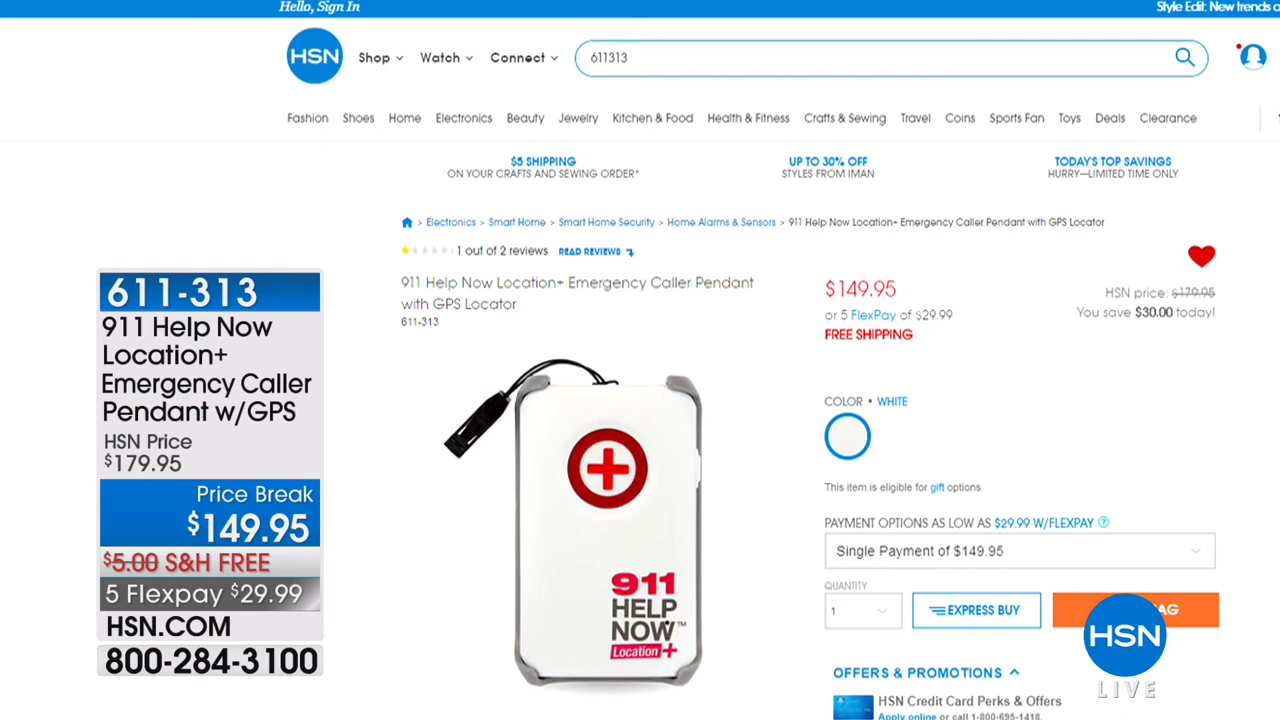 Hello, Sign In
Style Edit: New trends
HSN
Shop
Watch
Connect
611313
Fashion
Shoes
Home
Electronics
Beauty
Jewelry
Kitchen & Food
Health & Fitness
Crafts & Sewing
Travel
Coins
Sports Fan
Toys
Deals
Clearance
$5 SHIPPING
ON YOUR CRAFTS AND SEWING ORDER*
UP TO 30% OFF
STYLES FROM IMAN
TODAY'S TOP SAVINGS
HURRY—LIMITED TIME ONLY
> Electronics > Smart Home > Smart Home Security > Home Alarms & Sensors > 911 Help Now Location+ Emergency Caller Pendant with GPS Locator
1 out of 2 reviews READ REVIEWS
911 Help Now Location+ Emergency Caller Pendant
with GPS Locator
611-313
$149.95
or 5 FlexPay of $29.99
FREE SHIPPING
HSN price: $179.95
You save $30.00 today!
COLOR • WHITE
This item is eligible for gift options.
PAYMENT OPTIONS AS LOW AS $29.99 W/FLEXPAY ?
Single Payment of $149.95
QUANTITY
1
EXPRESS BUY
OFFERS & PROMOTIONS
HSN Credit Card Perks & Offers
Apply online or call 1-800-695-1418.
911
HELP
NOW™
Location+
611-313
911 Help Now
Location+
Emergency Caller
Pendant w/GPS
HSN Price
$179.95
Price Break
$149.95
$5.00 S&H FREE
5 Flexpay $29.99
HSN.COM
800-284-3100
HSN
LIVE